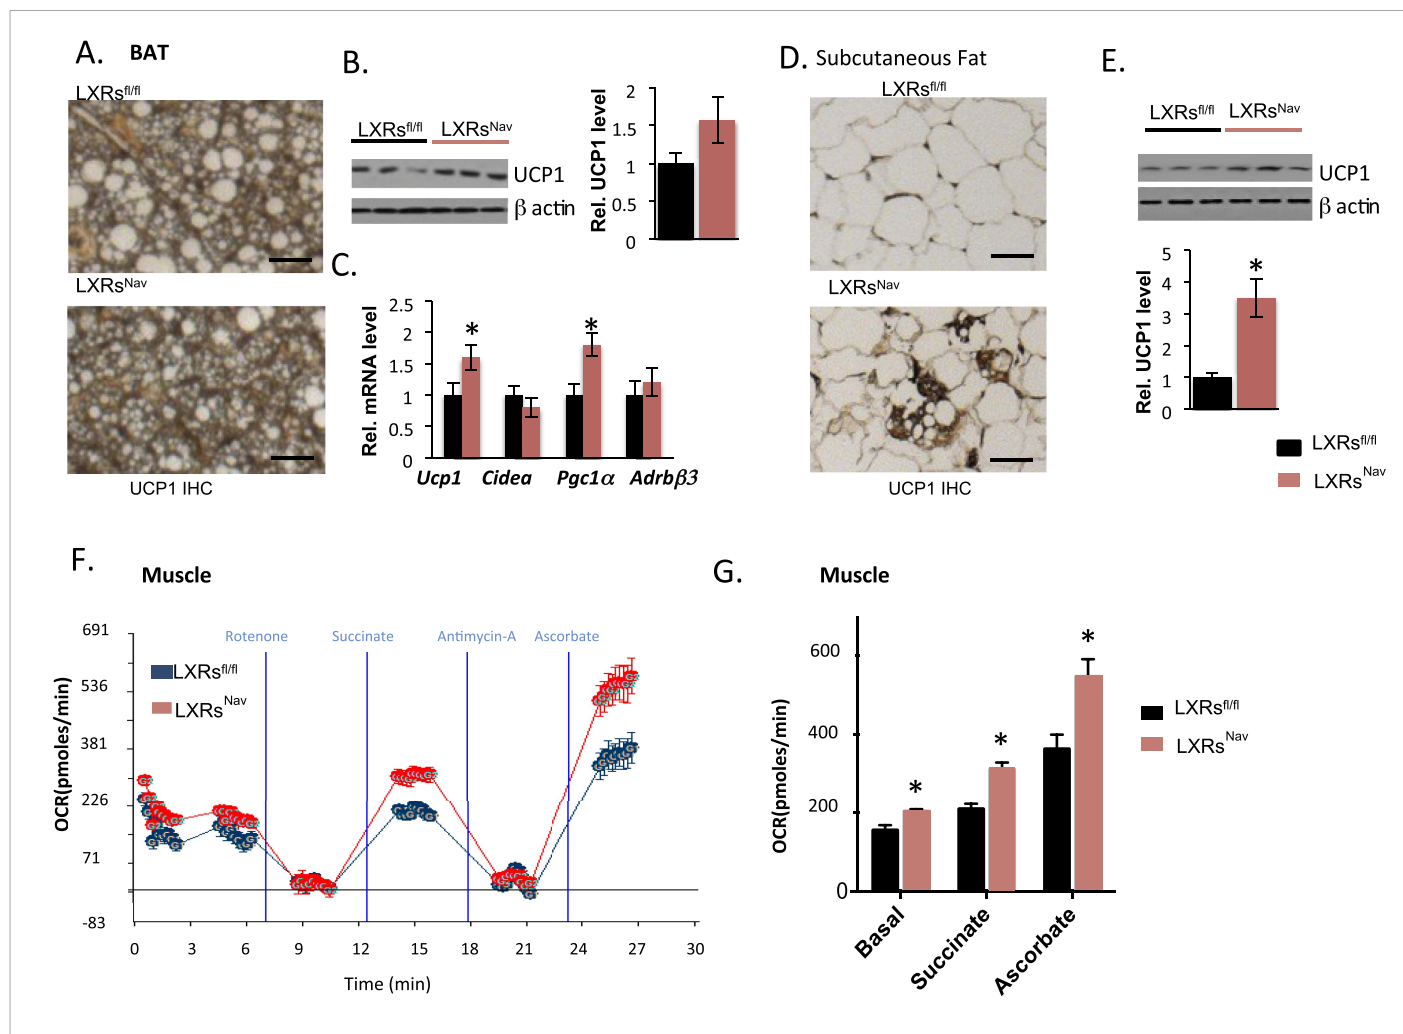 A. BAT
LXRsfl/fl
LXRsNav
UCP1 IHC
B.
LXRsfl/fl LXRsNav
UCP1
β actin
Rel. UCP1 level
2
1.5
1
0.5
0
C.
Rel. mRNA level
2.5
2
1.5
1
0.5
0
* *
Ucp1 Cidea Pgc1α Adrbβ3
D. Subcutaneous Fat
LXRsfl/fl
LXRsNav
UCP1 IHC
E.
LXRsfl/fl LXRsNav
UCP1
β actin
Rel. UCP1 level
5
4
3
2
1
0
*
LXRsfl/fl
LXRsNav
F. Muscle
OCR(pmoles/min)
691
536
381
226
71
-83
Rotenone Succinate Antimycin-A Ascorbate
LXRsfl/fl
LXRsNav
0 3 6 9 12 15 18 21 24 27 30
Time (min)
G. Muscle
OCR(pmoles/min)
600
400
200
0
* * *
Basal
Succinate
Ascorbate
LXRsfl/fl
LXRsNav